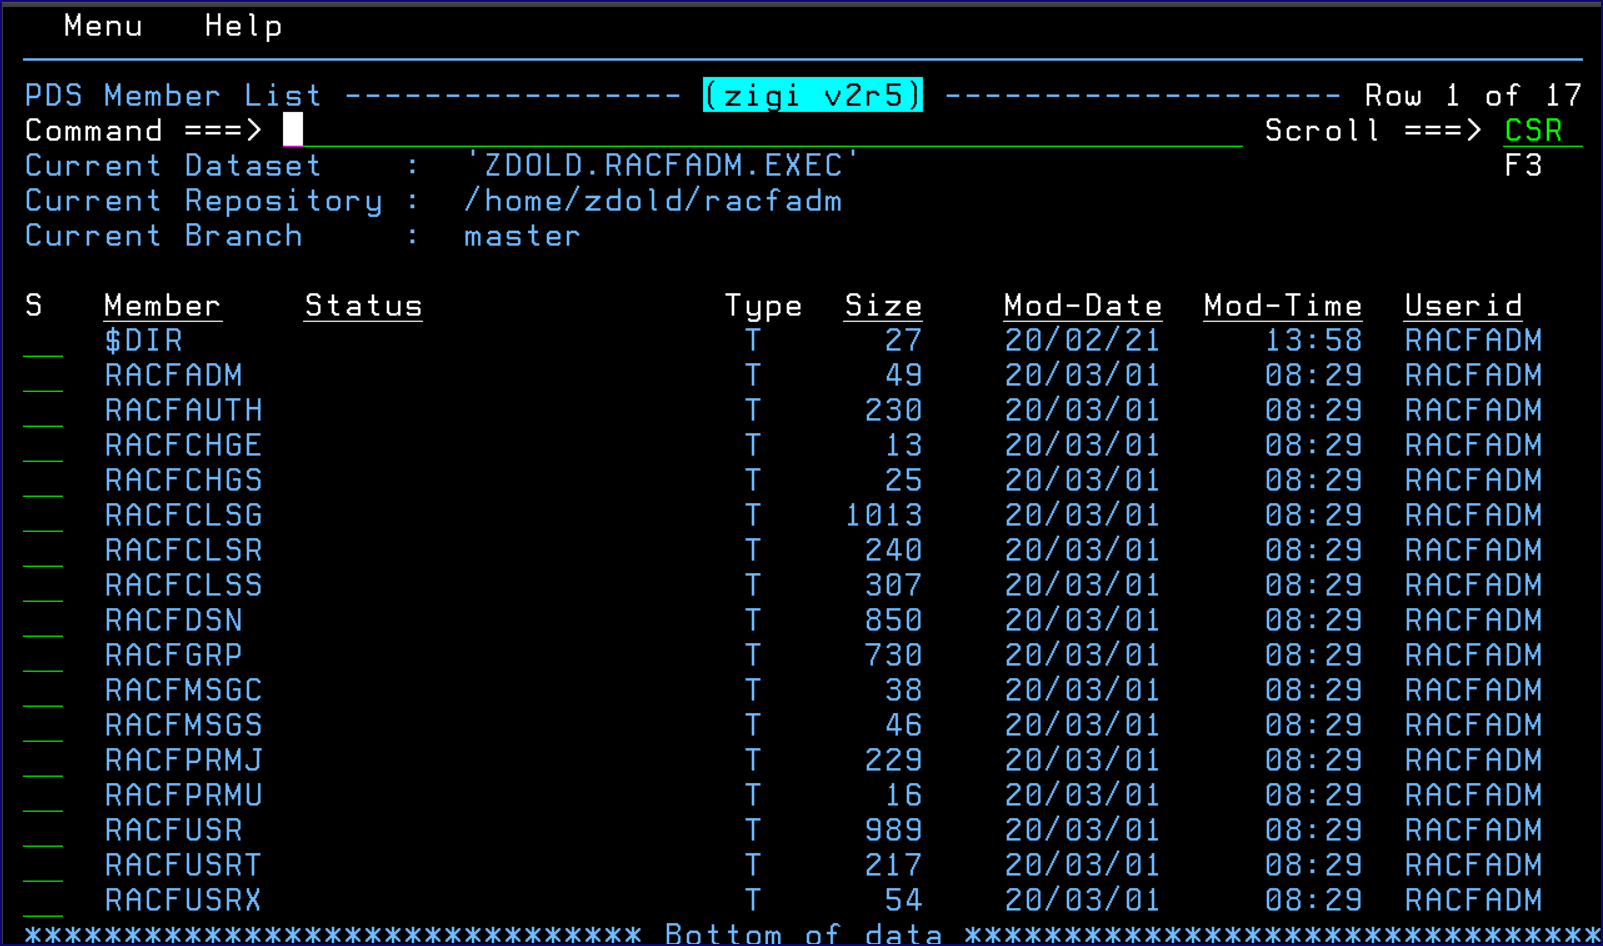 Menu Help
PDS Member List ----------------- (zigi v2r5) -------------------- Row 1 of 17
Command ===> Scroll ===> CSR
Current Dataset : 'ZDOLD.RACFADM.EXEC' F3
Current Repository : /home/zdold/racfadm
Current Branch : master
S Member Status Type Size Mod-Date Mod-Time Userid
$DIR T 27 20/02/21 13:58 RACFADM
RACFADM T 49 20/03/01 08:29 RACFADM
RACFAUTH T 230 20/03/01 08:29 RACFADM
RACFCHGE T 13 20/03/01 08:29 RACFADM
RACFCHGS T 25 20/03/01 08:29 RACFADM
RACFCLSG T 1013 20/03/01 08:29 RACFADM
RACFCLSR T 240 20/03/01 08:29 RACFADM
RACFCLSS T 307 20/03/01 08:29 RACFADM
RACFDSN T 850 20/03/01 08:29 RACFADM
RACFGRP T 730 20/03/01 08:29 RACFADM
RACFMSGC T 38 20/03/01 08:29 RACFADM
RACFMSGS T 46 20/03/01 08:29 RACFADM
RACFPRMJ T 229 20/03/01 08:29 RACFADM
RACFPRMU T 16 20/03/01 08:29 RACFADM
RACFUSR T 989 20/03/01 08:29 RACFADM
RACFUSRT T 217 20/03/01 08:29 RACFADM
RACFUSRX T 54 20/03/01 08:29 RACFADM
******************************* Bottom of data ********************************